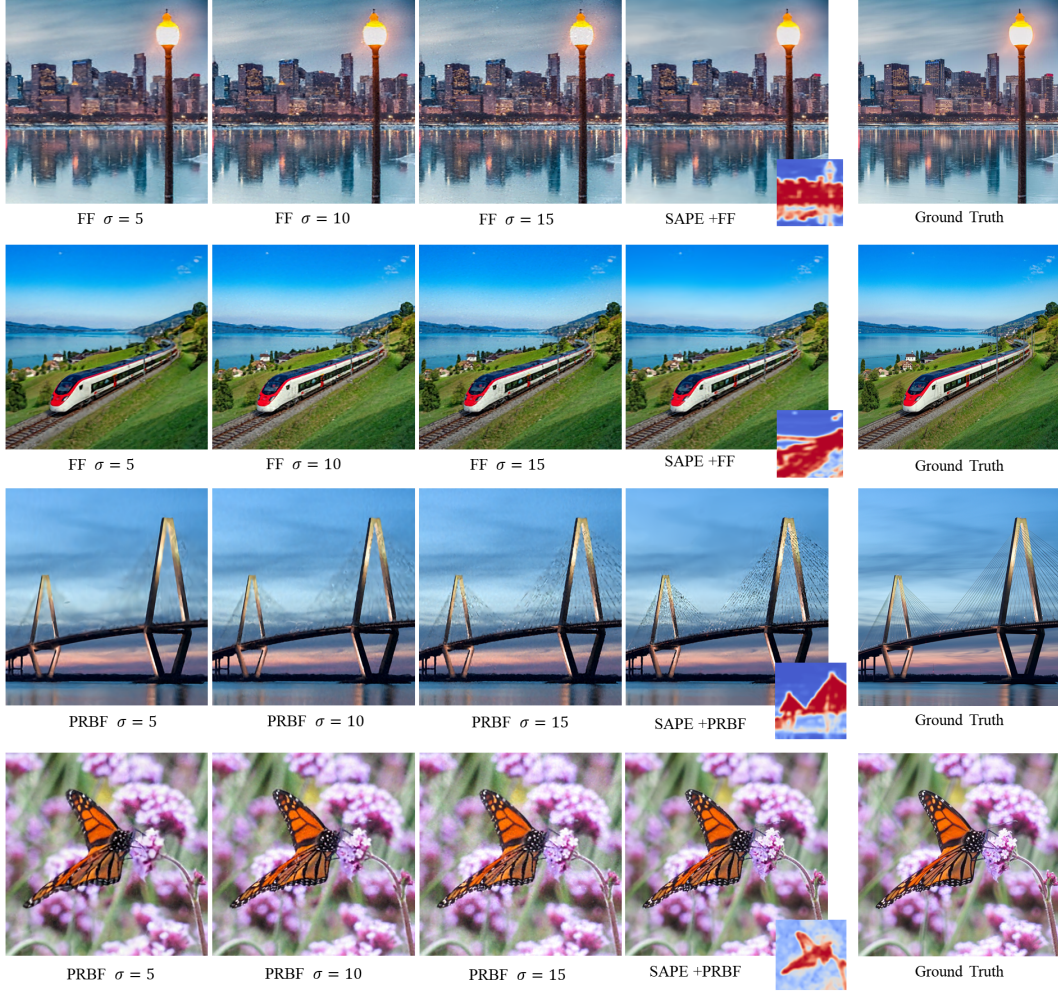 FF σ = 5
FF σ = 10
FF σ = 15
SAPE +FF
Ground Truth
FF σ = 5
FF σ = 10
FF σ = 15
SAPE +FF
Ground Truth
PRBF σ = 5
PRBF σ = 10
PRBF σ = 15
SAPE +PRBF
Ground Truth
PRBF σ = 5
PRBF σ = 10
PRBF σ = 15
SAPE +PRBF
Ground Truth